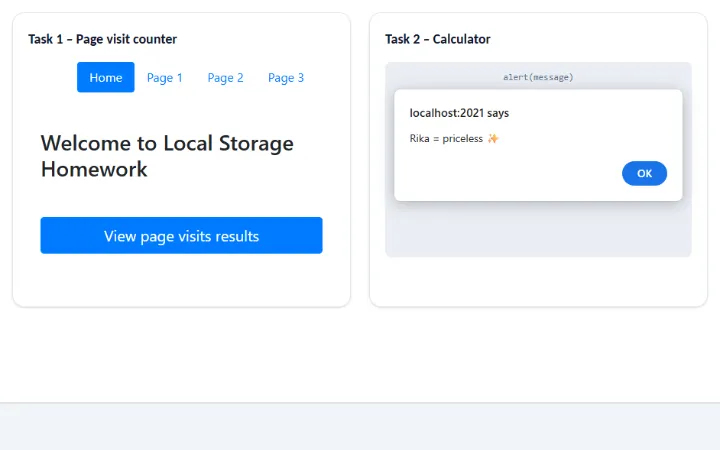 Task 1 – Page visit counter
Home Page 1 Page 2 Page 3
Welcome to Local Storage
Homework
View page visits results
Task 2 – Calculator
alert(message)
localhost:2021 says
Rika = priceless ✨
OK